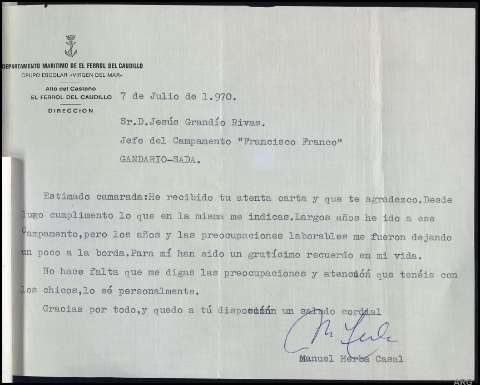 DEPARTAMENTO MARITIMO DE EL FERROL DEL CAUDILLO
GRUPO ESCOLAR «VIRGEN DEL MAR»
Alto del Castaño
EL FERROL DEL CAUDILLO
DIRECCION
7 de Julio de 1.970.
Sr.D.Jesús Grandío Rivas.
Jefe del Campamento "Francisco Franco"
GANDARIO-SADA.
Estimado camarada:He recibido tu atenta carta y que te agradezco.Desde
lugo cumplimento lo que en la misma me indicas.Largos años he ido a ese
Campamento,pero los años y las preocupaciones laborables me fueron dejando
un poco a la borda.Para mí han sido un gratísimo recuerdo en mi vida.
No hace falta que me digas las preocupaciones y atención que tenéis con
los chicos,lo sé personalmente.
Gracias por todo,y quedo a tú disposición un saludo cordial
Manuel Herba Casal
ARG